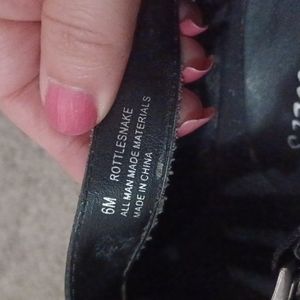 6M ROTTLESNAKE
ALL MAN MADE MATERIALS
MADE IN CHINA